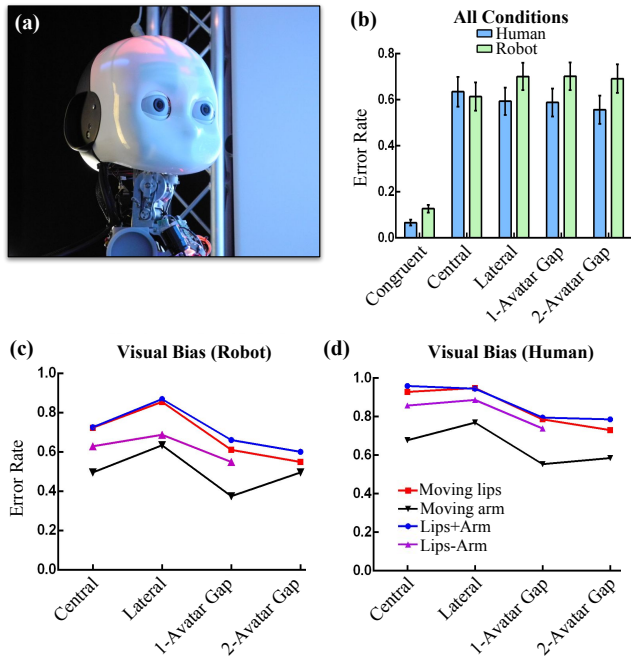 (a)
(b)
All Conditions
Human
Robot
Error Rate
0.8
0.6
0.4
0.2
0.0
Congruent
Central
Lateral
1-Avatar Gap
2-Avatar Gap
(c)
Visual Bias (Robot)
Error Rate
1.0
0.8
0.6
0.4
0.2
0.0
Central
Lateral
1-Avatar Gap
2-Avatar Gap
(d)
Visual Bias (Human)
1.0
0.8
0.6
0.4
0.2
0.0
Moving lips
Moving arm
Lips+Arm
Lips-Arm
Central
Lateral
1-Avatar Gap
2-Avatar Gap